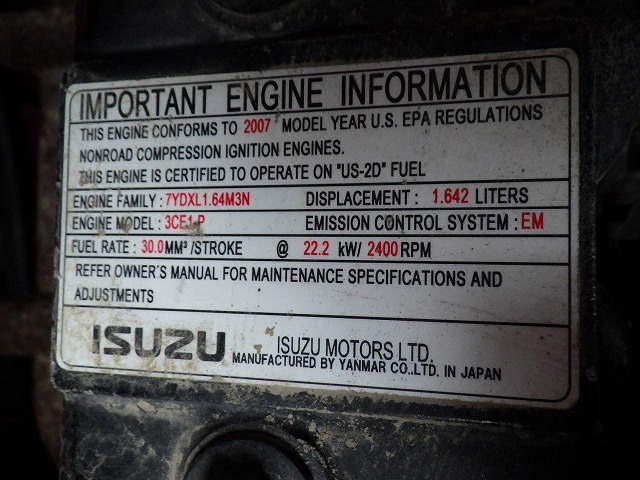 IMPORTANT ENGINE INFORMATION
THIS ENGINE CONFORMS TO 2007 MODEL YEAR U.S. EPA REGULATIONS
NONROAD COMPRESSION IGNITION ENGINES.
THIS ENGINE IS CERTIFIED TO OPERATE ON "US-2D" FUEL
ENGINE FAMILY : 7YDXL1.64M3N DISPLACEMENT : 1.642 LITERS
ENGINE MODEL : 3CE1-P EMISSION CONTROL SYSTEM : EM
FUEL RATE : 30.0 MM³ /STROKE @ 22.2 kW/ 2400 RPM
REFER OWNER'S MANUAL FOR MAINTENANCE SPECIFICATIONS AND
ADJUSTMENTS
ISUZU ISUZU MOTORS LTD.
MANUFACTURED BY YANMAR CO.,LTD. IN JAPAN